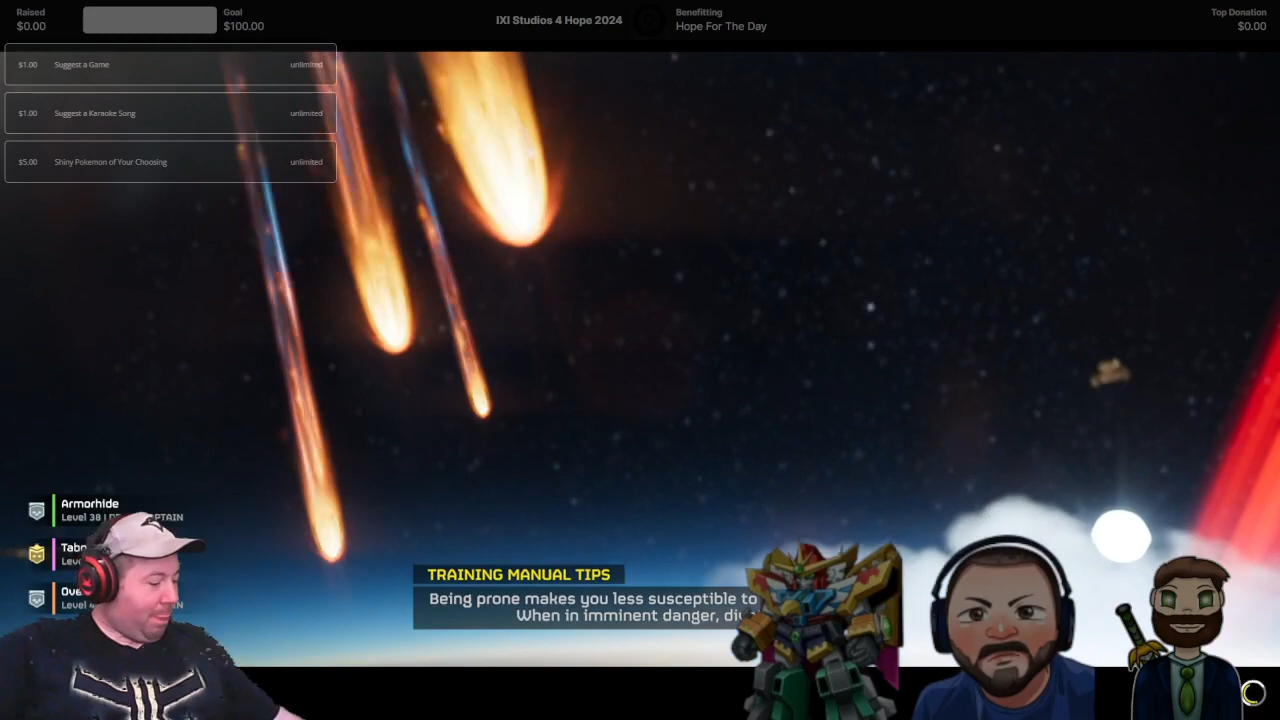 Raised
$0.00
Goal
$100.00
IXI Studios 4 Hope 2024
Benefitting
Hope For The Day
Top Donation
$0.00
$1.00 Suggest a Game unlimited
$1.00 Suggest a Karaoke Song unlimited
$5.00 Shiny Pokemon of Your Choosing unlimited
Armorhide
Level 38
TRAINING MANUAL TIPS
Being prone makes you less susceptible to
When in imminent danger,